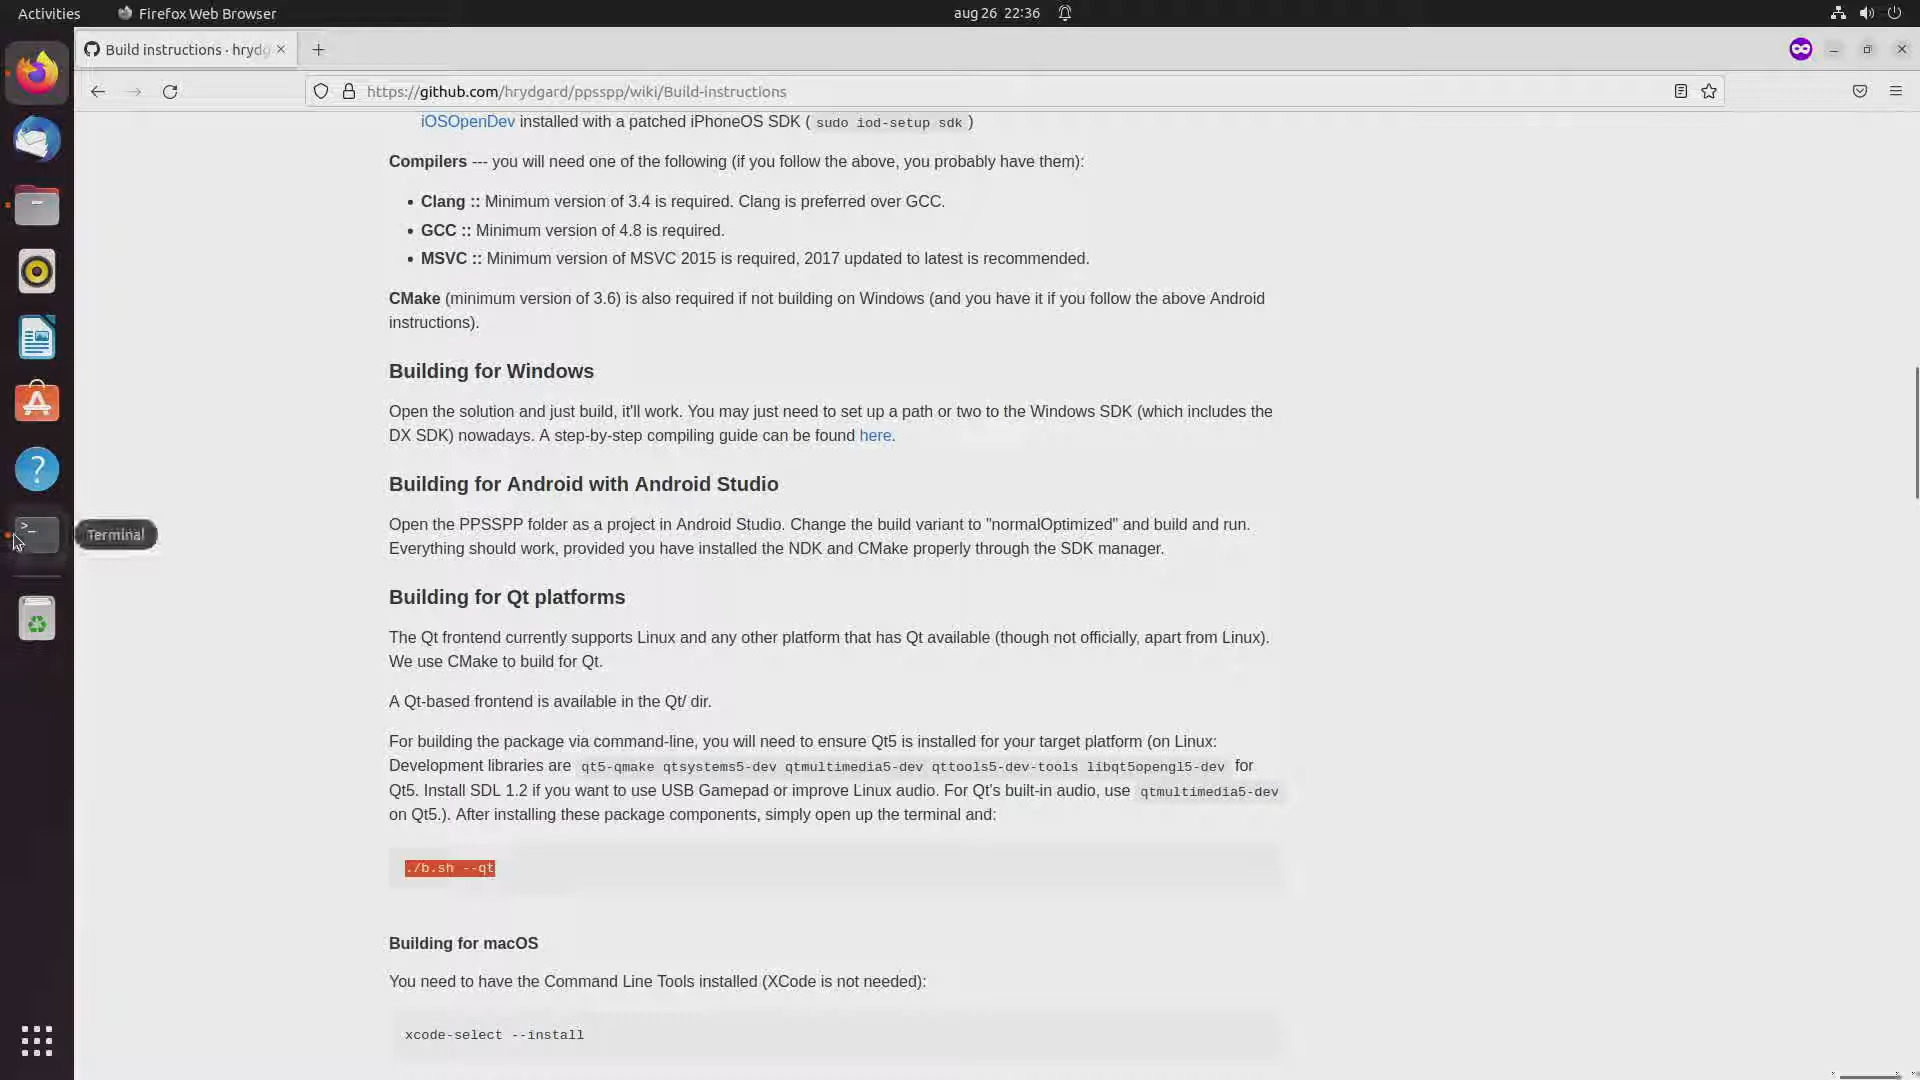 Activities
Firefox Web Browser
aug 26 22:36
Build instructions · hrydg
https://github.com/hrydgard/ppsspp/wiki/Build-instructions
iOSOpenDev installed with a patched iPhoneOS SDK ( sudo iod-setup sdk )
Compilers --- you will need one of the following (if you follow the above, you probably have them):
• Clang :: Minimum version of 3.4 is required. Clang is preferred over GCC.
• GCC :: Minimum version of 4.8 is required.
• MSVC :: Minimum version of MSVC 2015 is required, 2017 updated to latest is recommended.
CMake (minimum version of 3.6) is also required if not building on Windows (and you have it if you follow the above Android
instructions).
Building for Windows
Open the solution and just build, it'll work. You may just need to set up a path or two to the Windows SDK (which includes the
DX SDK) nowadays. A step-by-step compiling guide can be found here.
Building for Android with Android Studio
Open the PPSSPP folder as a project in Android Studio. Change the build variant to "normalOptimized" and build and run.
Everything should work, provided you have installed the NDK and CMake properly through the SDK manager.
Terminal
Building for Qt platforms
The Qt frontend currently supports Linux and any other platform that has Qt available (though not officially, apart from Linux).
We use CMake to build for Qt.
A Qt-based frontend is available in the Qt/ dir.
For building the package via command-line, you will need to ensure Qt5 is installed for your target platform (on Linux:
Development libraries are qt5-qmake qtsystems5-dev qtmultimedia5-dev qttools5-dev-tools libqt5opengl5-dev for
Qt5. Install SDL 1.2 if you want to use USB Gamepad or improve Linux audio. For Qt's built-in audio, use qtmultimedia5-dev
on Qt5.). After installing these package components, simply open up the terminal and:
./b.sh --qt
Building for macOS
You need to have the Command Line Tools installed (XCode is not needed):
xcode-select --install